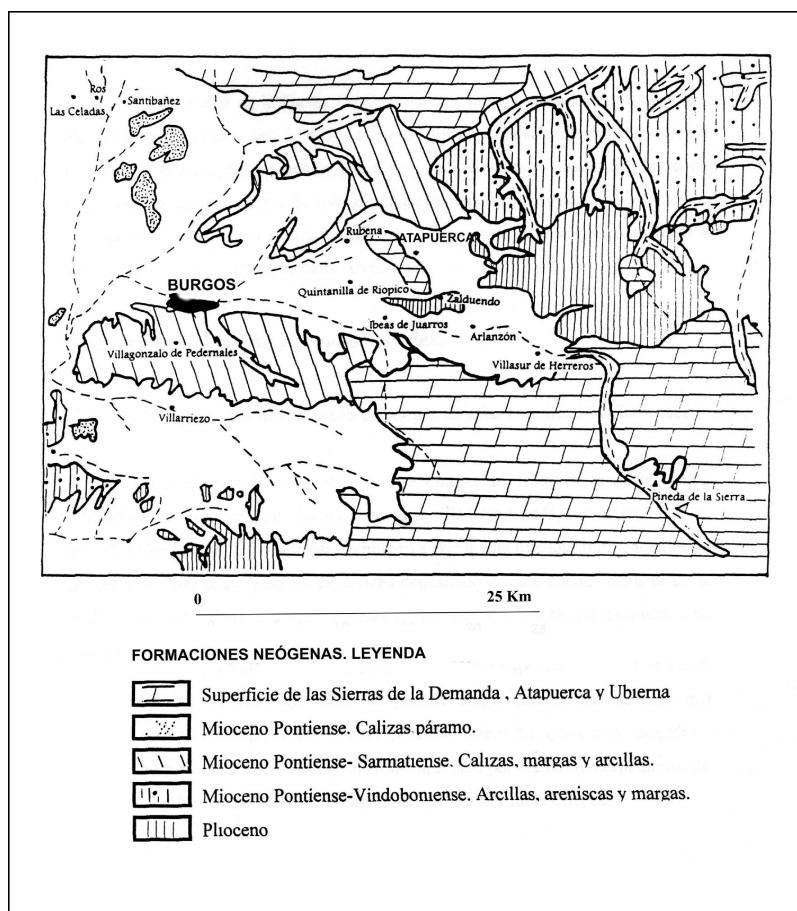 Ros
Las Celadas
Santibañez
Rubena
ATAPUERCA
BURGOS
Quintanilla de Riopico
Zalduendo
Ibeas de Juarros
Arlanzón
Villagonzalo de Pedernales
Villasur de Herreros
Villarriezo
Pineda de la Sierra
0 25 Km
FORMACIONES NEÓGENAS. LEYENDA
Superficie de las Sierras de la Demanda , Atapuerca y Ubierna
Mioceno Pontiense. Calizas páramo.
Mioceno Pontiense- Sarmatiense. Calizas, margas y arcillas.
Mioceno Pontiense-Vindoboniense. Arcillas, areniscas y margas.
Plioceno